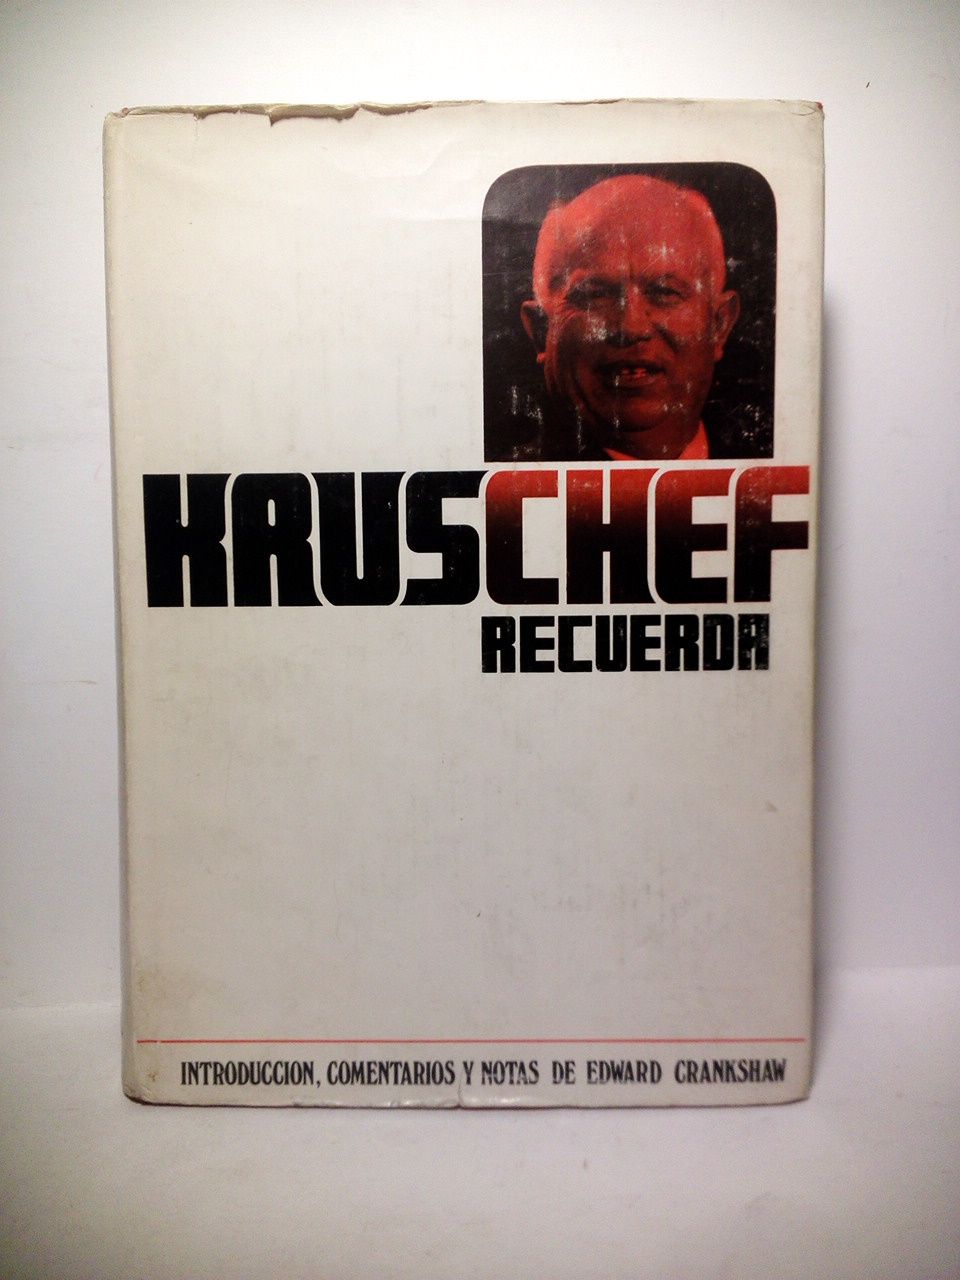 KRUSCHEF
RECUERDA
INTRODUCCION, COMENTARIOS Y NOTAS DE EDWARD CRANKSHAW